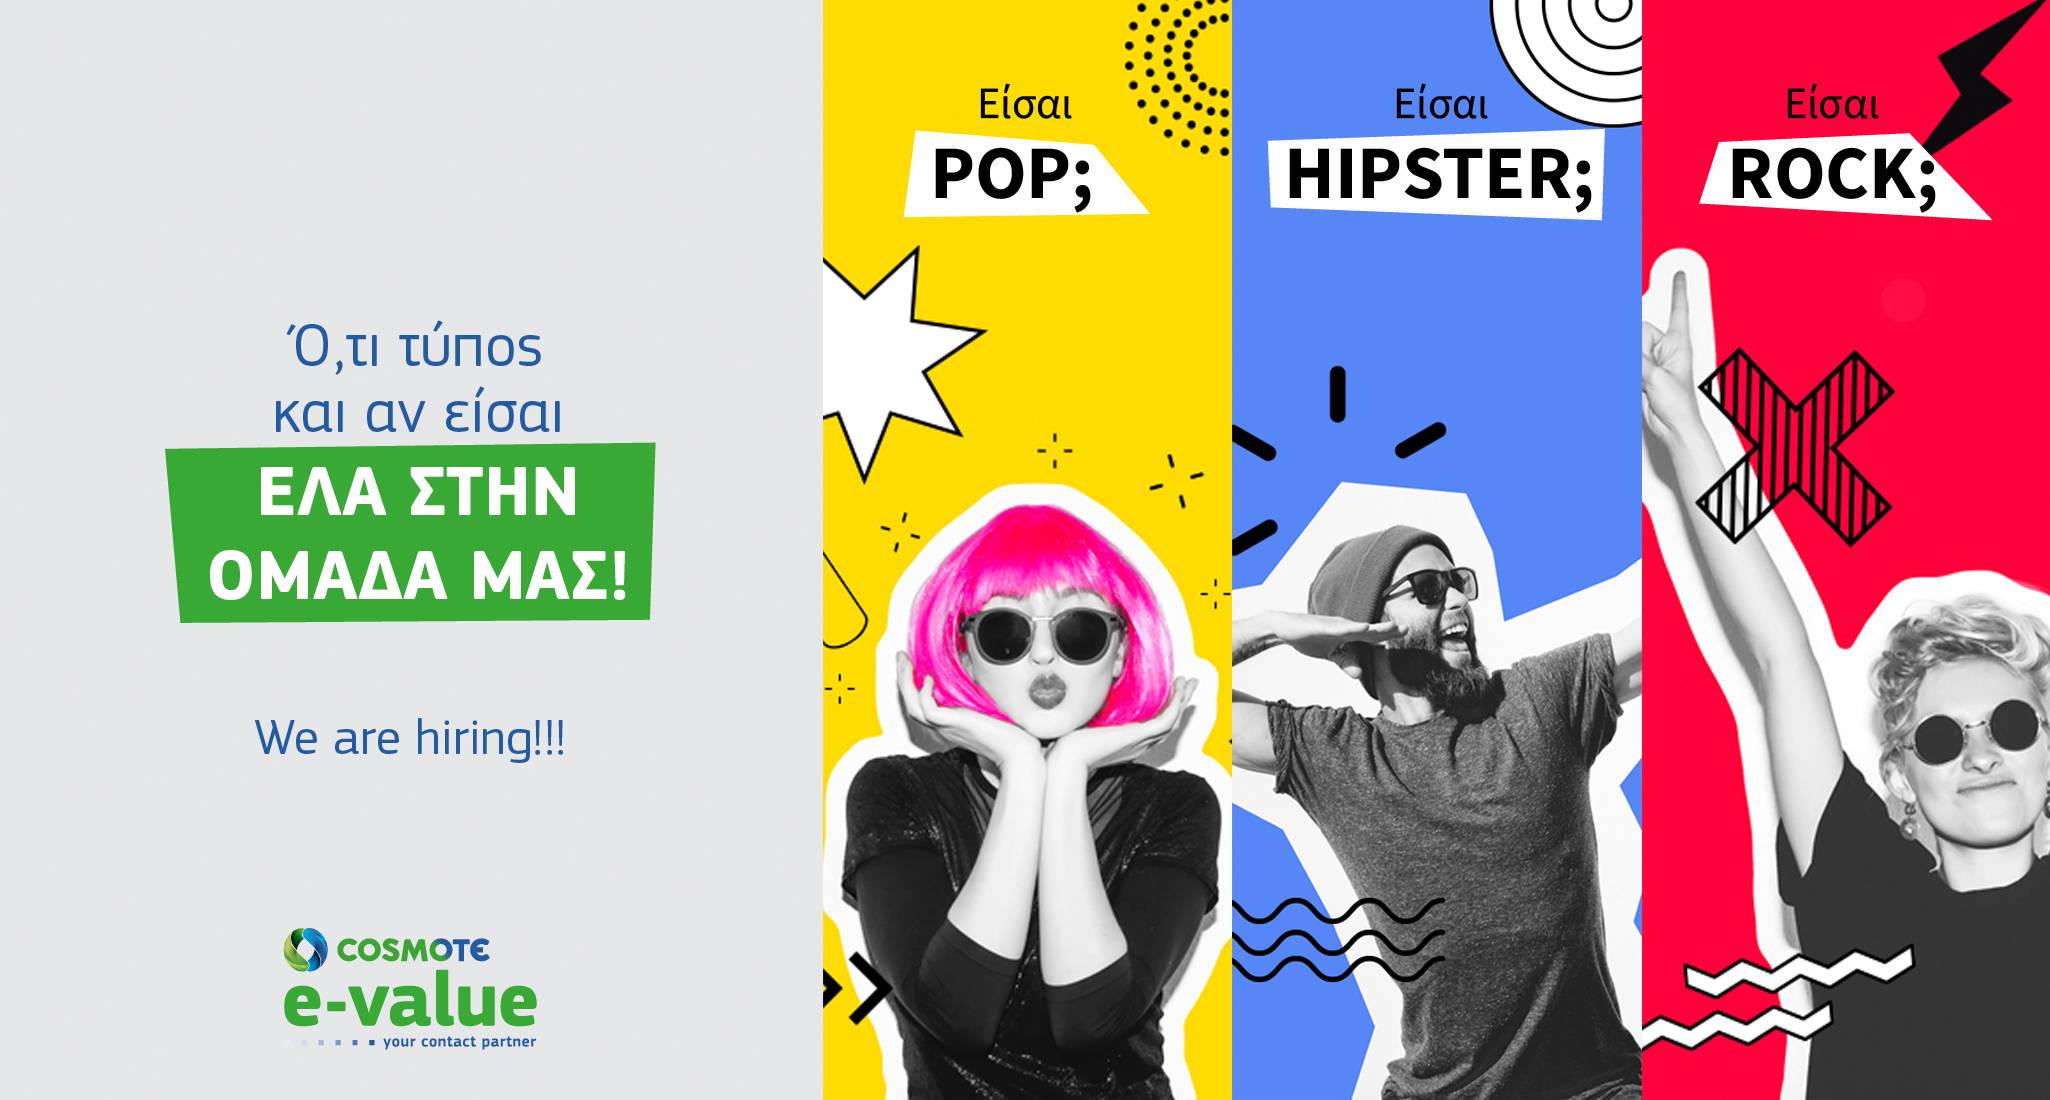 Ό,τι τύπος
και αν είσαι
ΕΛΑ ΣΤΗΝ
ΟΜΑΔΑ ΜΑΣ!
We are hiring!!!
COSMOTE
e-value
your contact partner
Είσαι
POP;
Είσαι
HIPSTER;
Είσαι
ROCK;